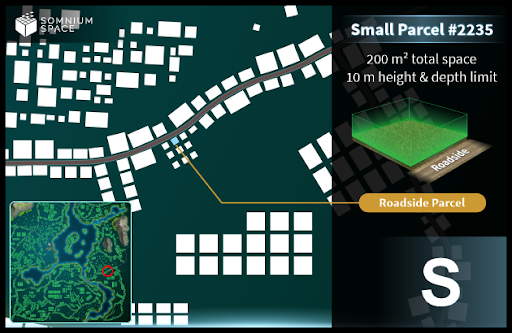 SOMNIUM
SPACE
Small Parcel #2235
200 m² total space
10 m height & depth limit
Roadside
Roadside Parcel
S